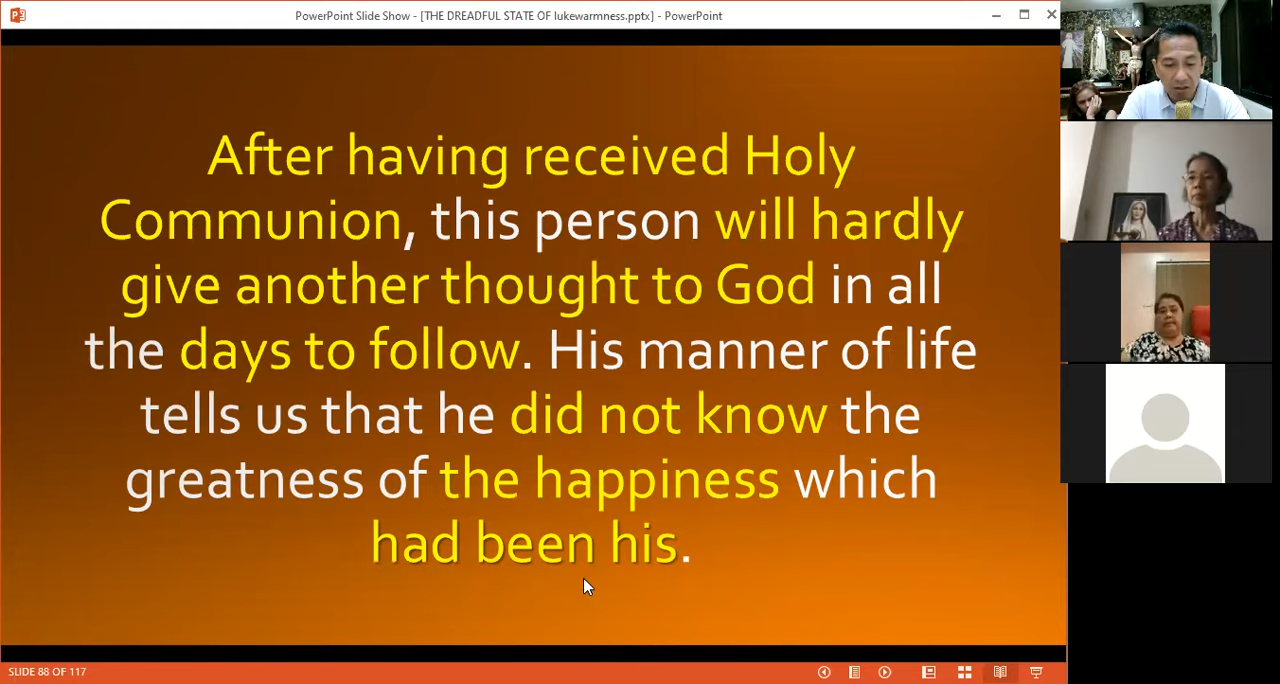 PowerPoint Slide Show - [THE DREADFUL STATE OF lukewarmness.pptx] - PowerPoint
After having received Holy
Communion, this person will hardly
give another thought to God in all
the days to follow. His manner of life
tells us that he did not know the
greatness of the happiness which
had been his.
SLIDE 88 OF 117